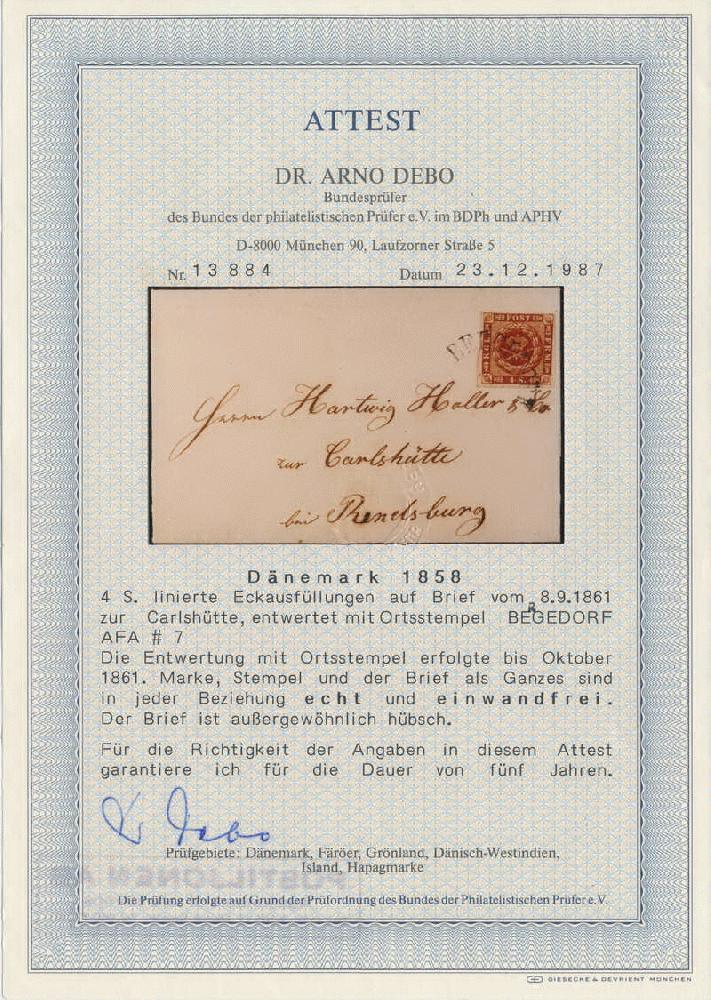 ATTEST
DR. ARNO DEBO
Bundesprüfer
des Bundes der philatelistischen Prüfer e.V. im BDPh und APHV
D-8000 München 90, Laufzorner Straße 5
Nr. 13 884 Datum 23.12.1987
KGL POST FRM
4 S.
Herrn Hartwig Holler & Co
zur Carlshütte
bei Rendsburg
Dänemark 1858
4 S. linierte Eckausfüllungen auf Brief vom 8.9.1861
zur Carlshütte, entwertet mit Ortsstempel BEGEDORF
R
AFA # 7
Die Entwertung mit Ortsstempel erfolgte bis Oktober
1861. Marke, Stempel und der Brief als Ganzes sind
in jeder Beziehung echt und einwandfrei.
Der Brief ist außergewöhnlich hübsch.
Für die Richtigkeit der Angaben in diesem Attest
garantiere ich für die Dauer von fünf Jahren.
Dr Debo
Prüfgebiete: Dänemark, Färöer, Grönland, Dänisch-Westindien,
Island, Hapagmarke
Die Prüfung erfolgte auf Grund der Prüfordnung des Bundes der Philatelistischen Prüfer e.V.
GIESECKE & DEVRIENT MÜNCHEN